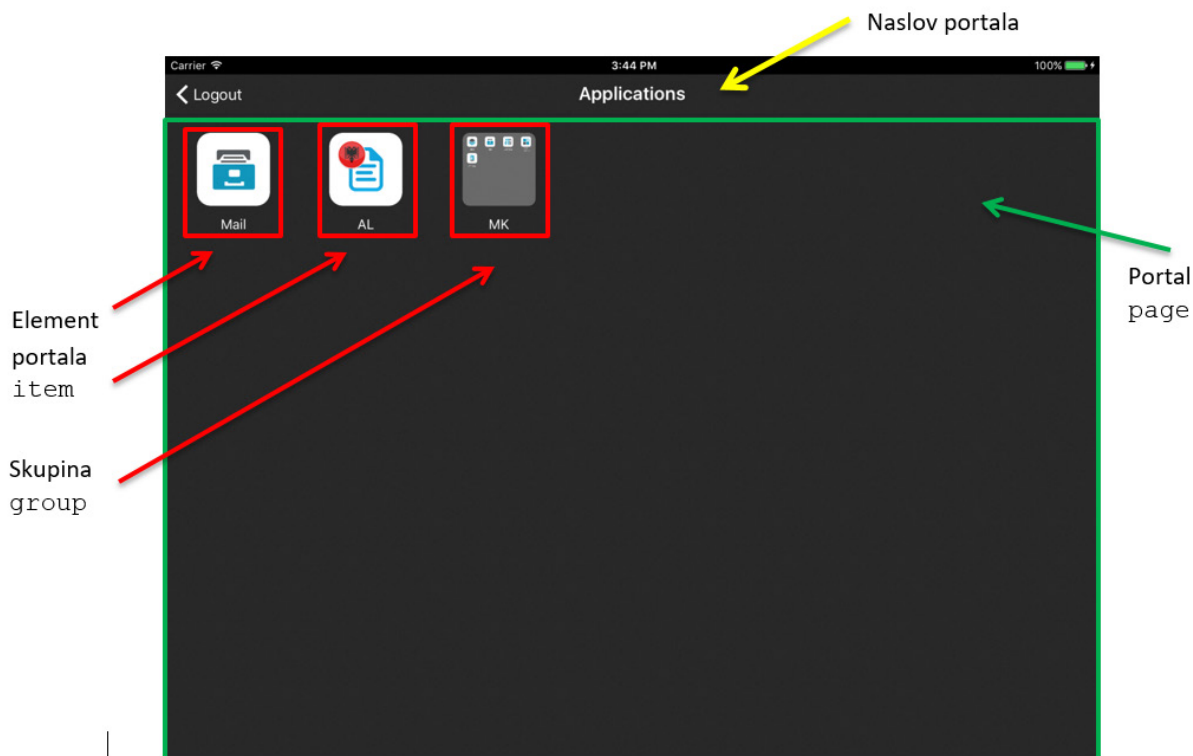 Naslov portala
Carrier 3:44 PM 100%
Logout Applications
Mail AL MK
Portal
page
Element
portala
item
Skupina
group